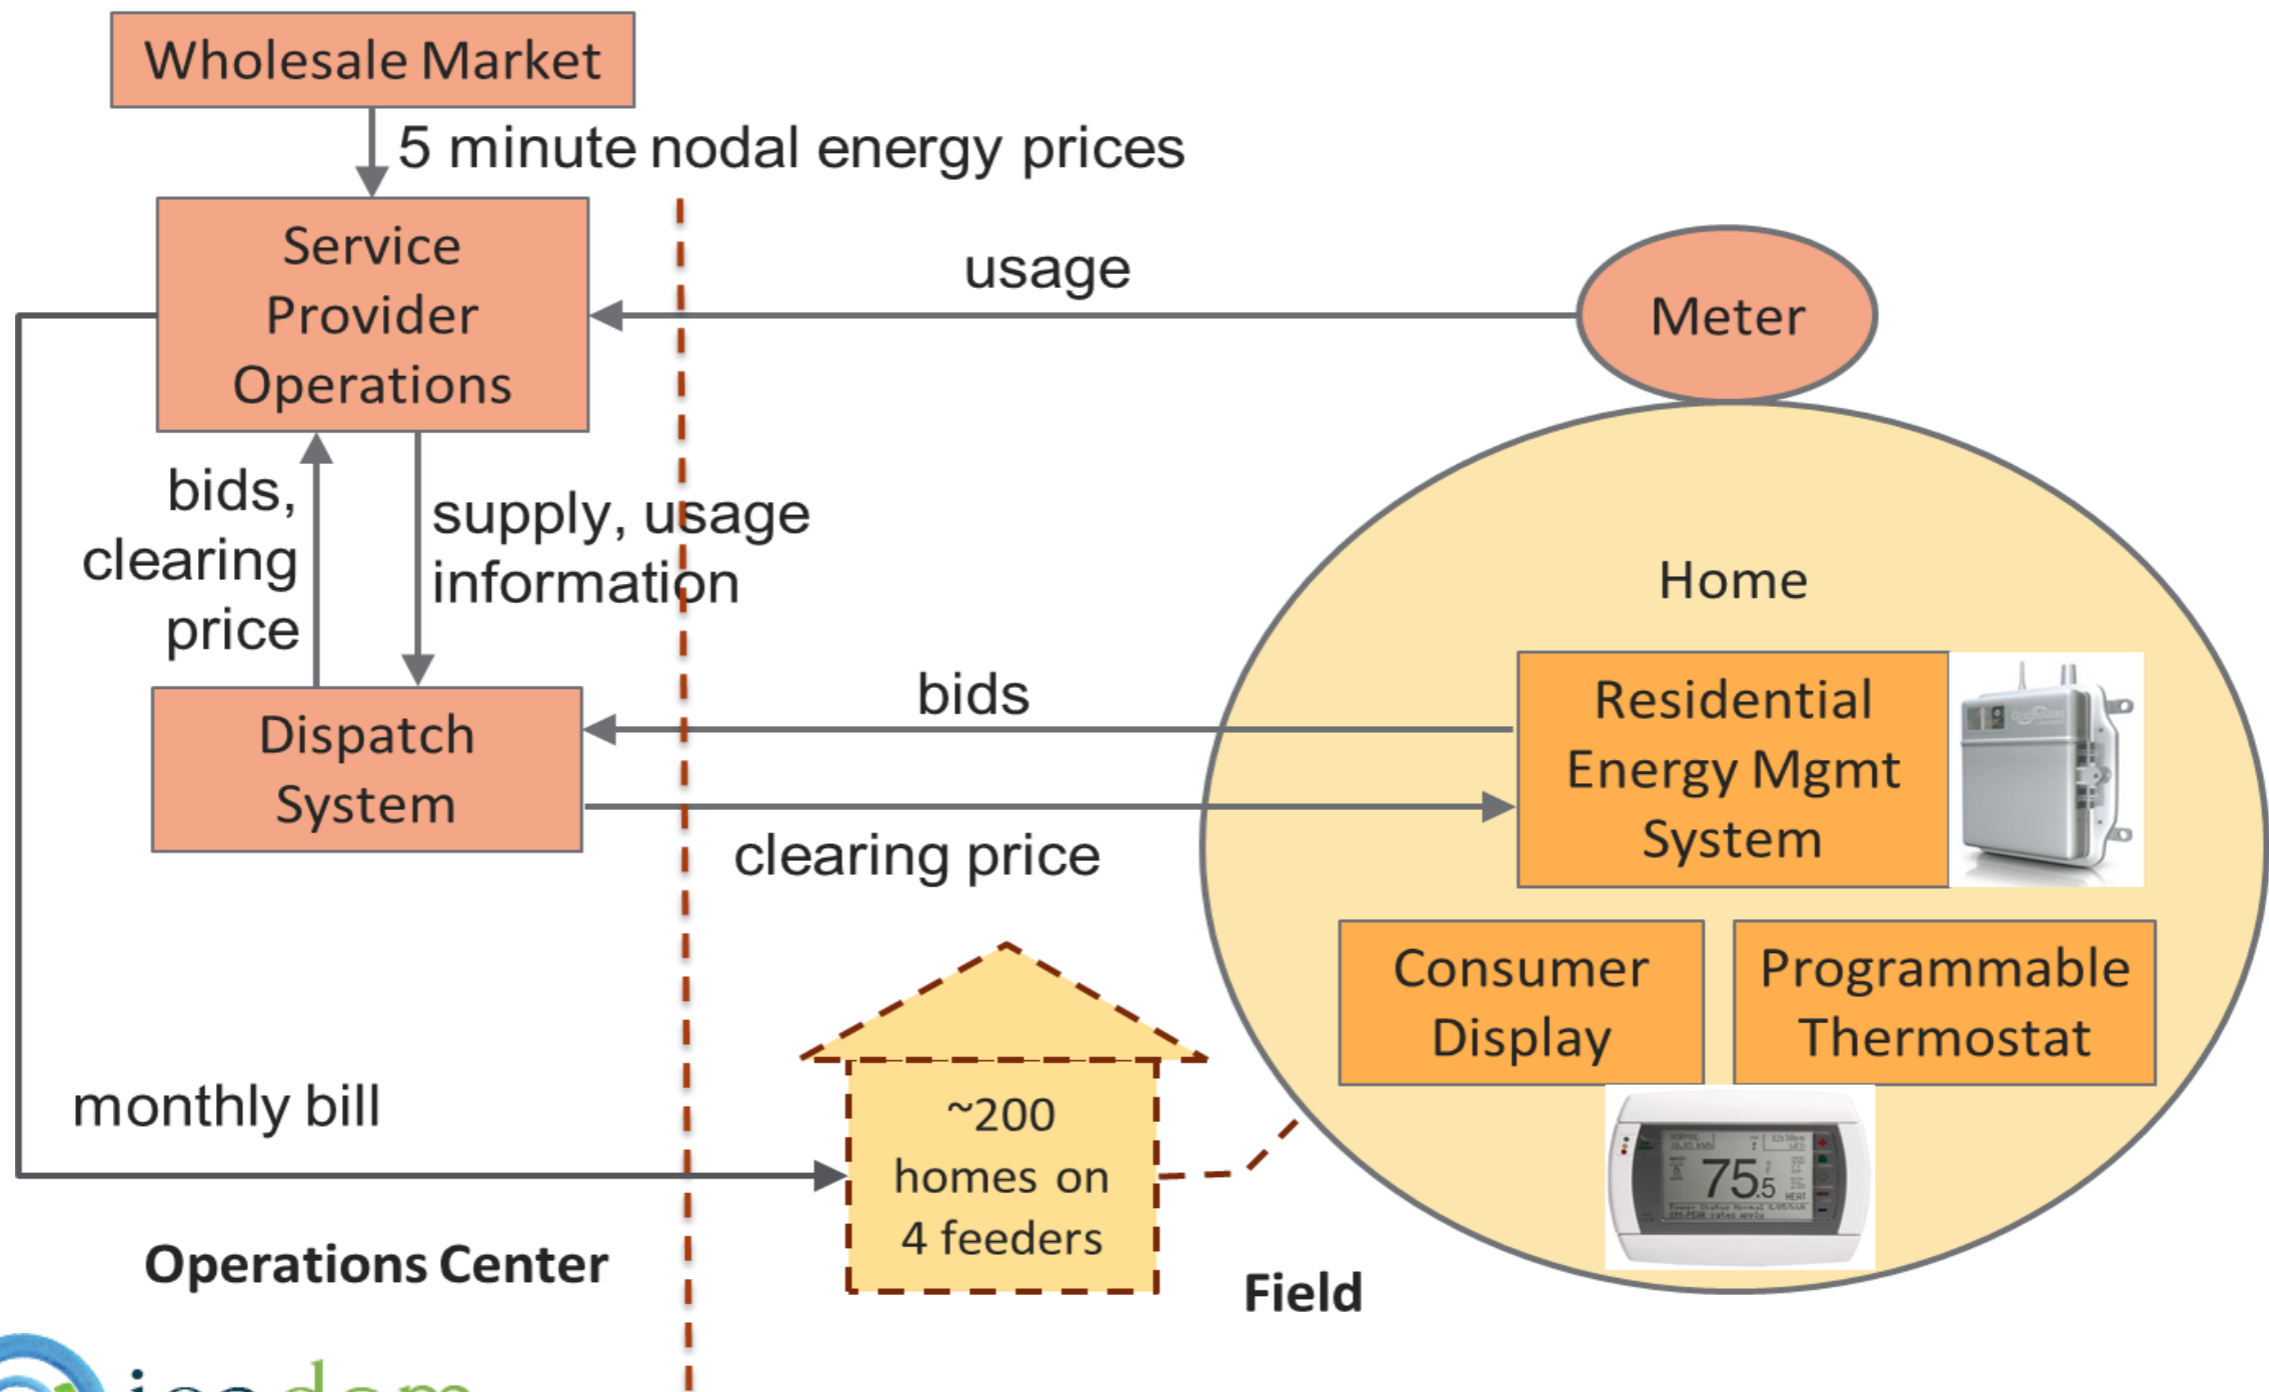 Wholesale Market
5 minute nodal energy prices
Service
Provider
Operations
usage
Meter
bids,
clearing
price
supply, usage
information
Home
bids
Residential
Energy Mgmt
System
Dispatch
System
clearing price
Consumer
Display
Programmable
Thermostat
~200
homes on
4 feeders
monthly bill
75.5
HEAT
Operations Center
Field